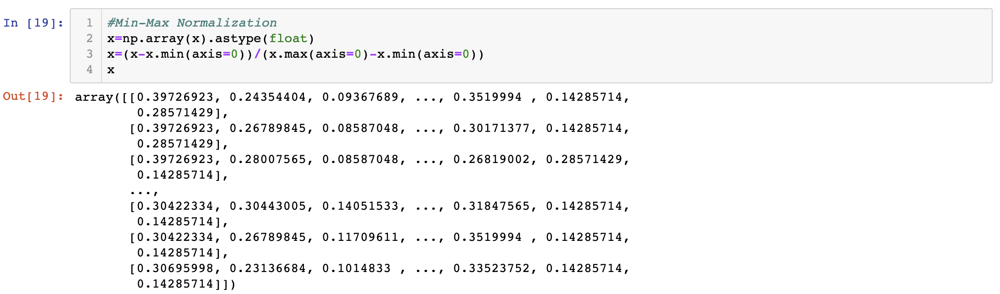 In [19]:
1 #Min-Max Normalization
2 x=np.array(x).astype(float)
3 x=(x-x.min(axis=0))/(x.max(axis=0)-x.min(axis=0))
4 x
Out[19]: array([[0.39726923, 0.24354404, 0.09367689, ..., 0.3519994 , 0.14285714,
0.28571429],
[0.39726923, 0.26789845, 0.08587048, ..., 0.30171377, 0.14285714,
0.28571429],
[0.39726923, 0.28007565, 0.08587048, ..., 0.26819002, 0.28571429,
0.14285714],
...,
[0.30422334, 0.30443005, 0.14051533, ..., 0.31847565, 0.14285714,
0.14285714],
[0.30422334, 0.26789845, 0.11709611, ..., 0.3519994 , 0.14285714,
0.14285714],
[0.30695998, 0.23136684, 0.1014833 , ..., 0.33523752, 0.14285714,
0.14285714]])